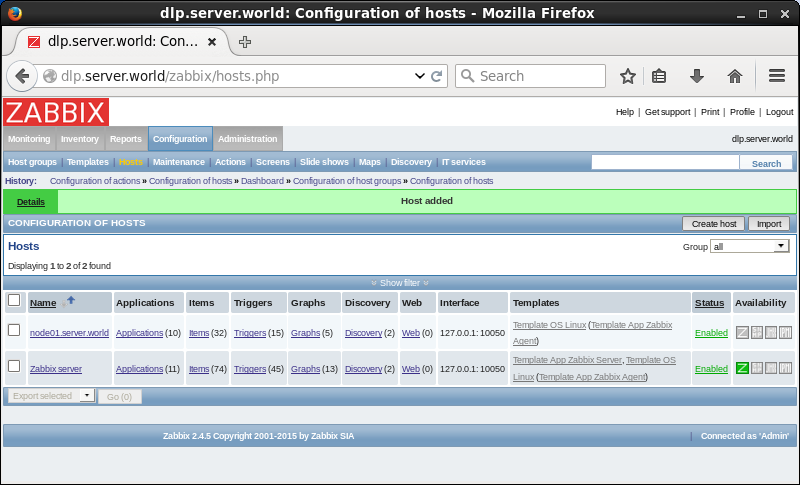 dlp.server.world: Configuration of hosts - Mozilla Firefox
dlp.server.world: Con...
dlp.server.world/zabbix/hosts.php
Search
ZABBIX
Help | Get support | Print | Profile | Logout
Monitoring Inventory Reports Configuration Administration
dlp.server.world
Host groups | Templates | Hosts | Maintenance | Actions | Screens | Slide shows | Maps | Discovery | IT services
Search
History: Configuration of actions » Configuration of hosts » Dashboard » Configuration of host groups » Configuration of hosts
Details
Host added
CONFIGURATION OF HOSTS
Create host
Import
Hosts
Group all
Displaying 1 to 2 of 2 found
Show filter
Name Applications Items Triggers Graphs Discovery Web Interface Templates Status Availability
node01.server.world Applications (10) Items (32) Triggers (15) Graphs (5) Discovery (2) Web (0) 127.0.0.1: 10050 Template OS Linux (Template App Zabbix
Agent) Enabled
Zabbix server Applications (11) Items (74) Triggers (45) Graphs (13) Discovery (2) Web (0) 127.0.0.1: 10050 Template App Zabbix Server, Template OS
Linux (Template App Zabbix Agent) Enabled
Export selected
Go (0)
Zabbix 2.4.5 Copyright 2001-2015 by Zabbix SIA
| Connected as 'Admin'